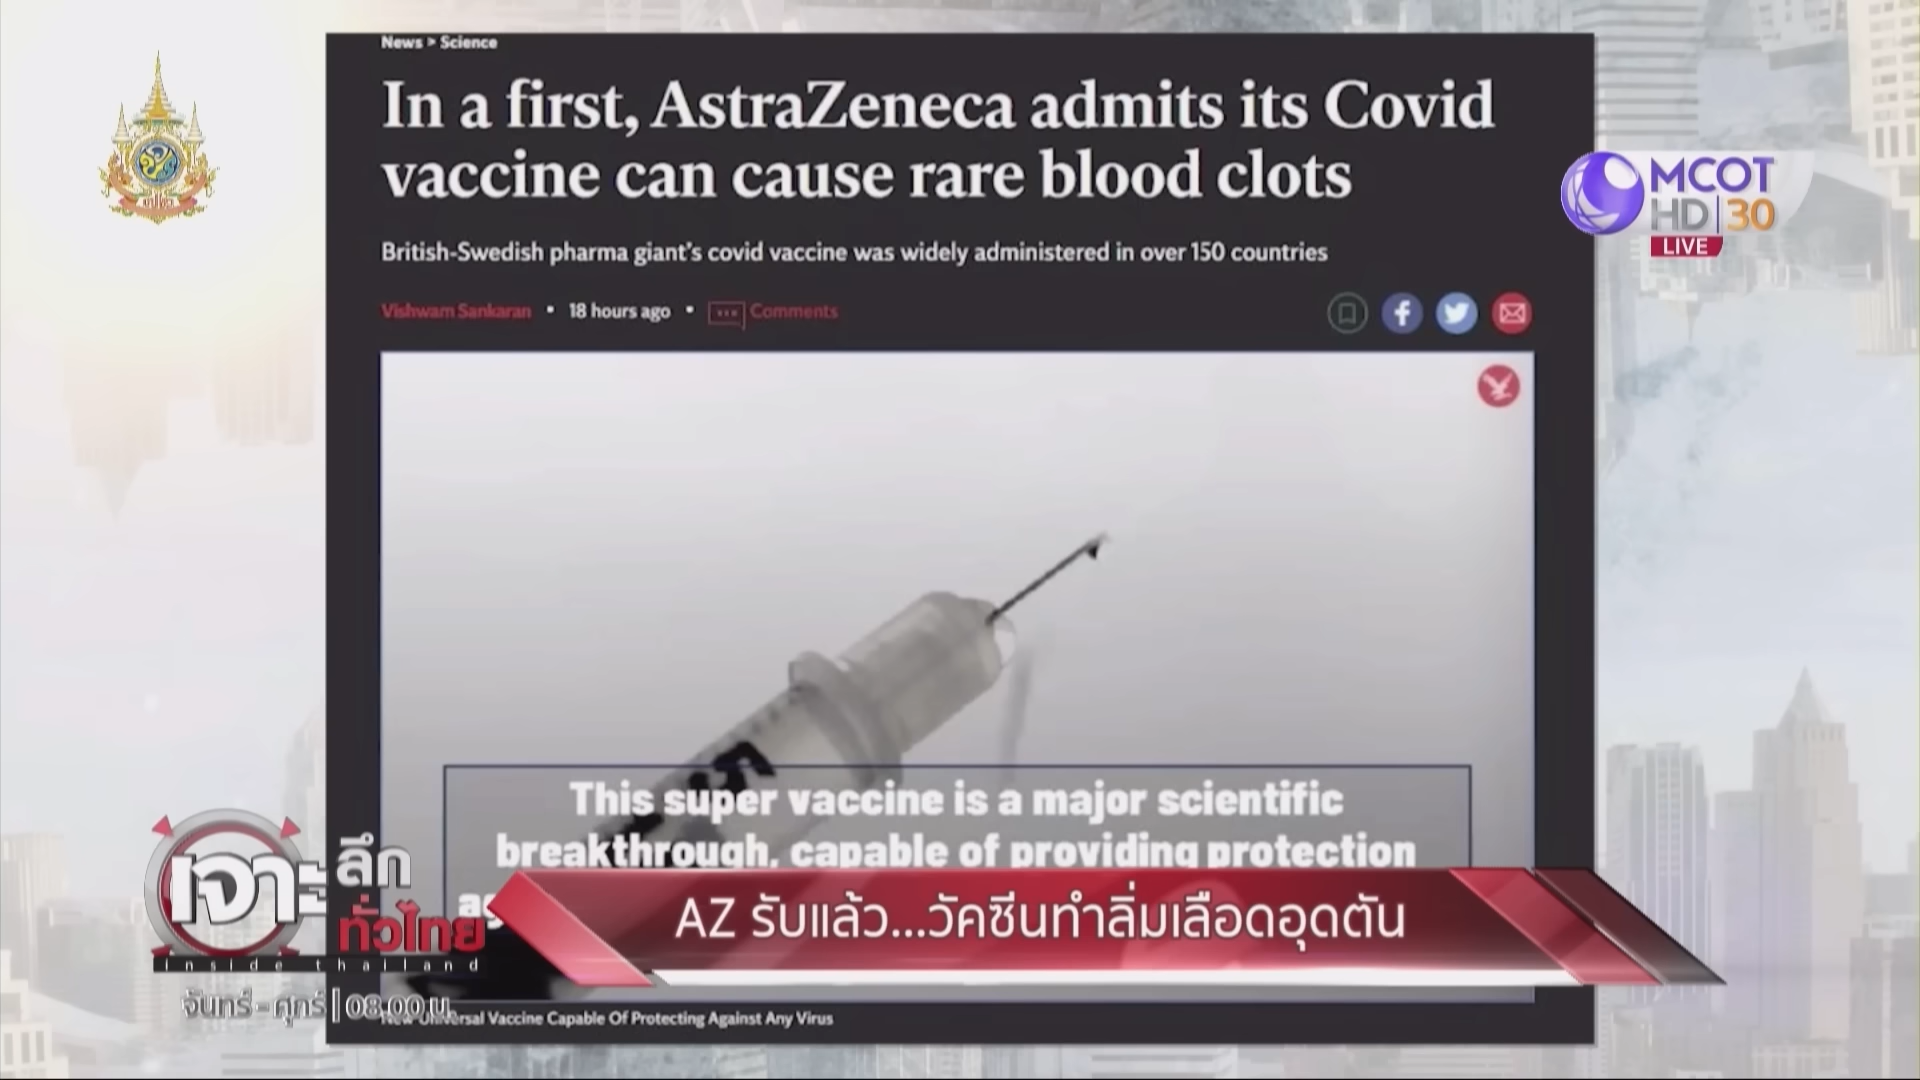 News > Science
In a first, AstraZeneca admits its Covid
vaccine can cause rare blood clots
British-Swedish pharma giant's covid vaccine was widely administered in over 150 countries
Vishwam Sankaran • 18 hours ago • Comments
MCOT
HD 30
LIVE
This super vaccine is a major scientific
breakthrough, capable of providing protection
AZ รับแล้ว...วัคซีนทำลิ่มเลือดอุดตัน
เจาะลึก
ทั่วไทย
inside thailand
จันทร์ - ศุกร์ | 08.00 น.
Universal Vaccine Capable Of Protecting Against Any Virus